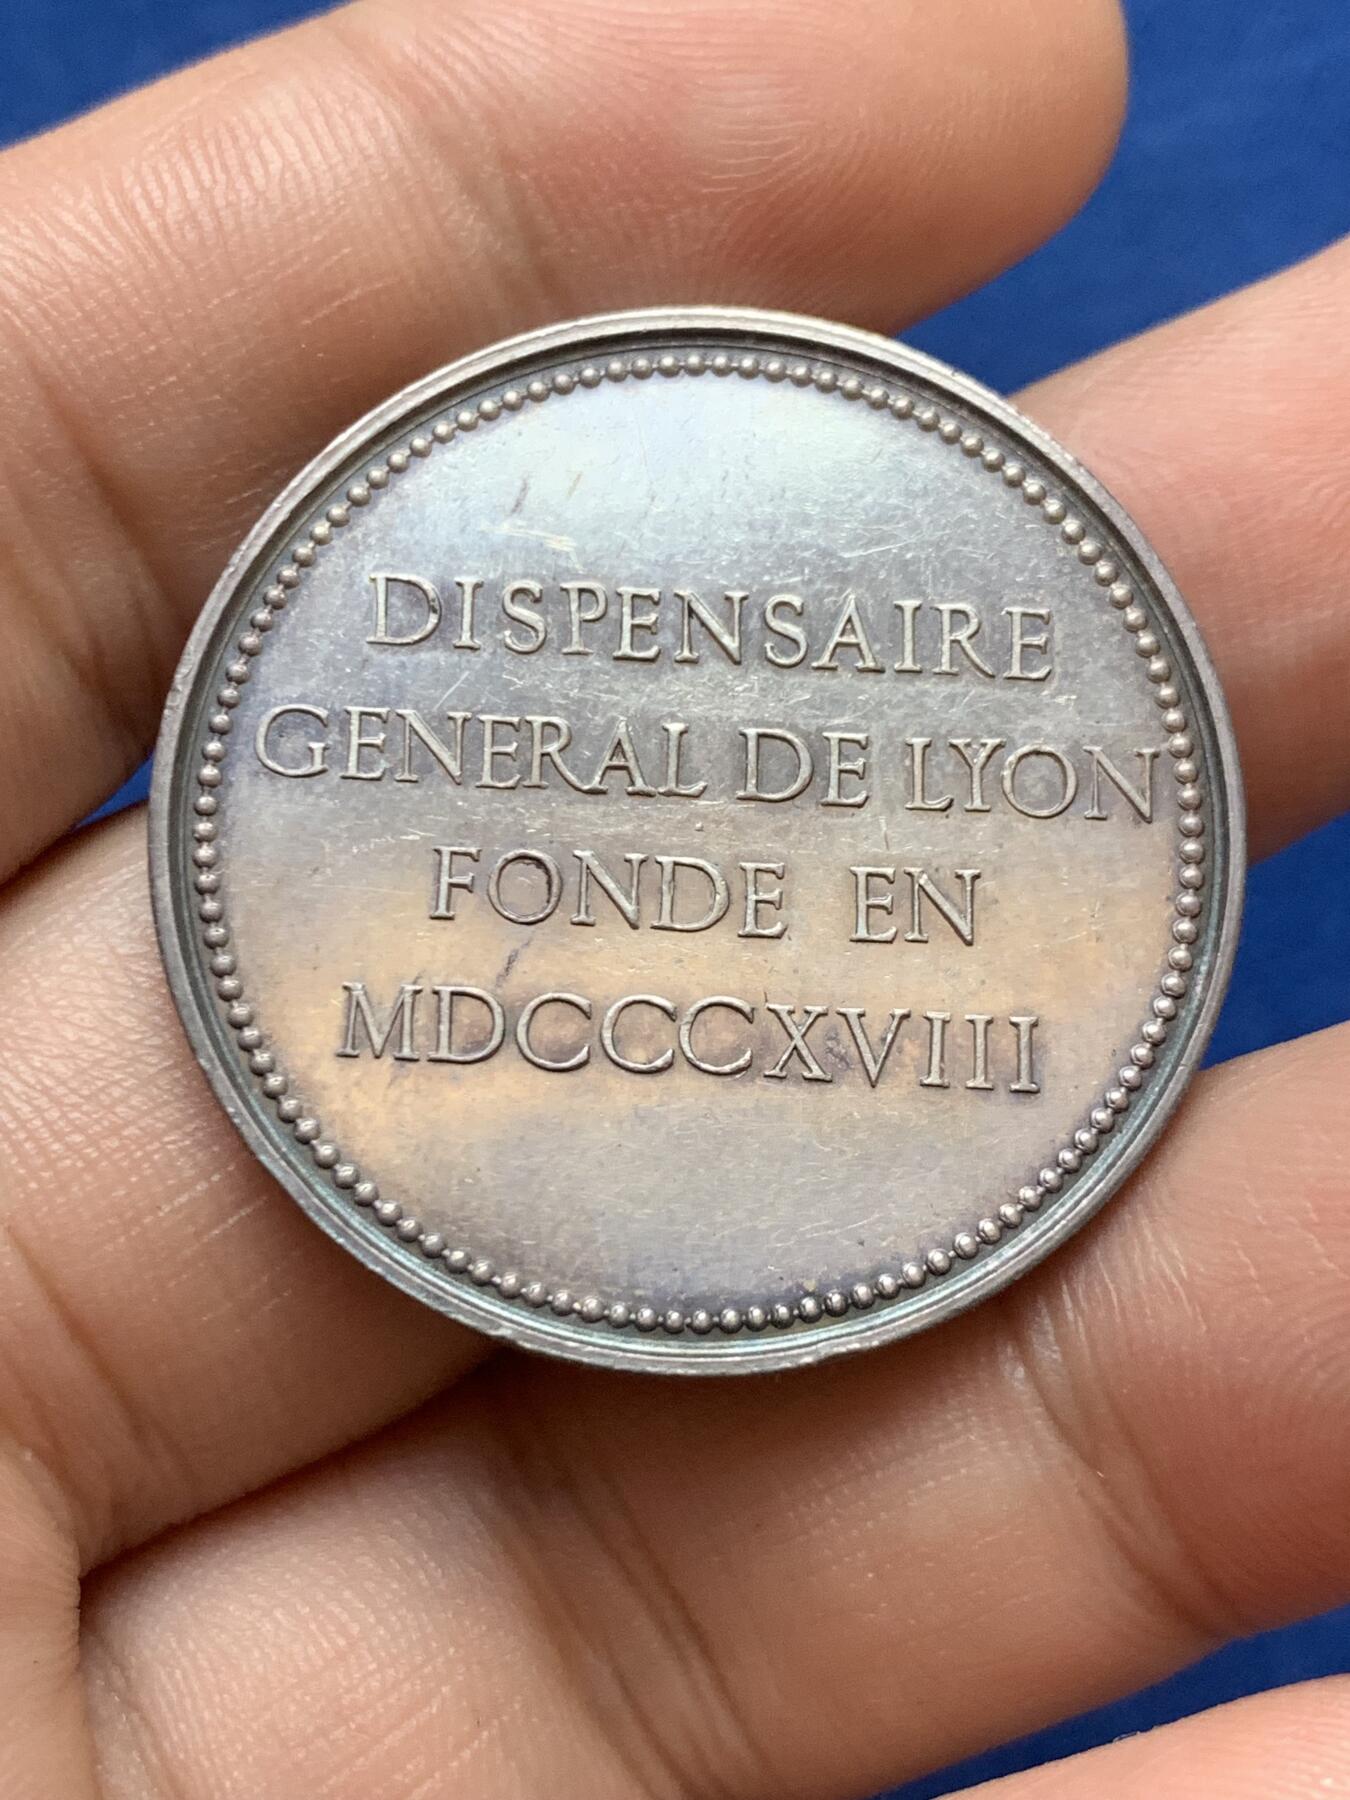 DISPENSAIRE
GENERAL DE LYON
FONDE EN
MDCCCXVIII